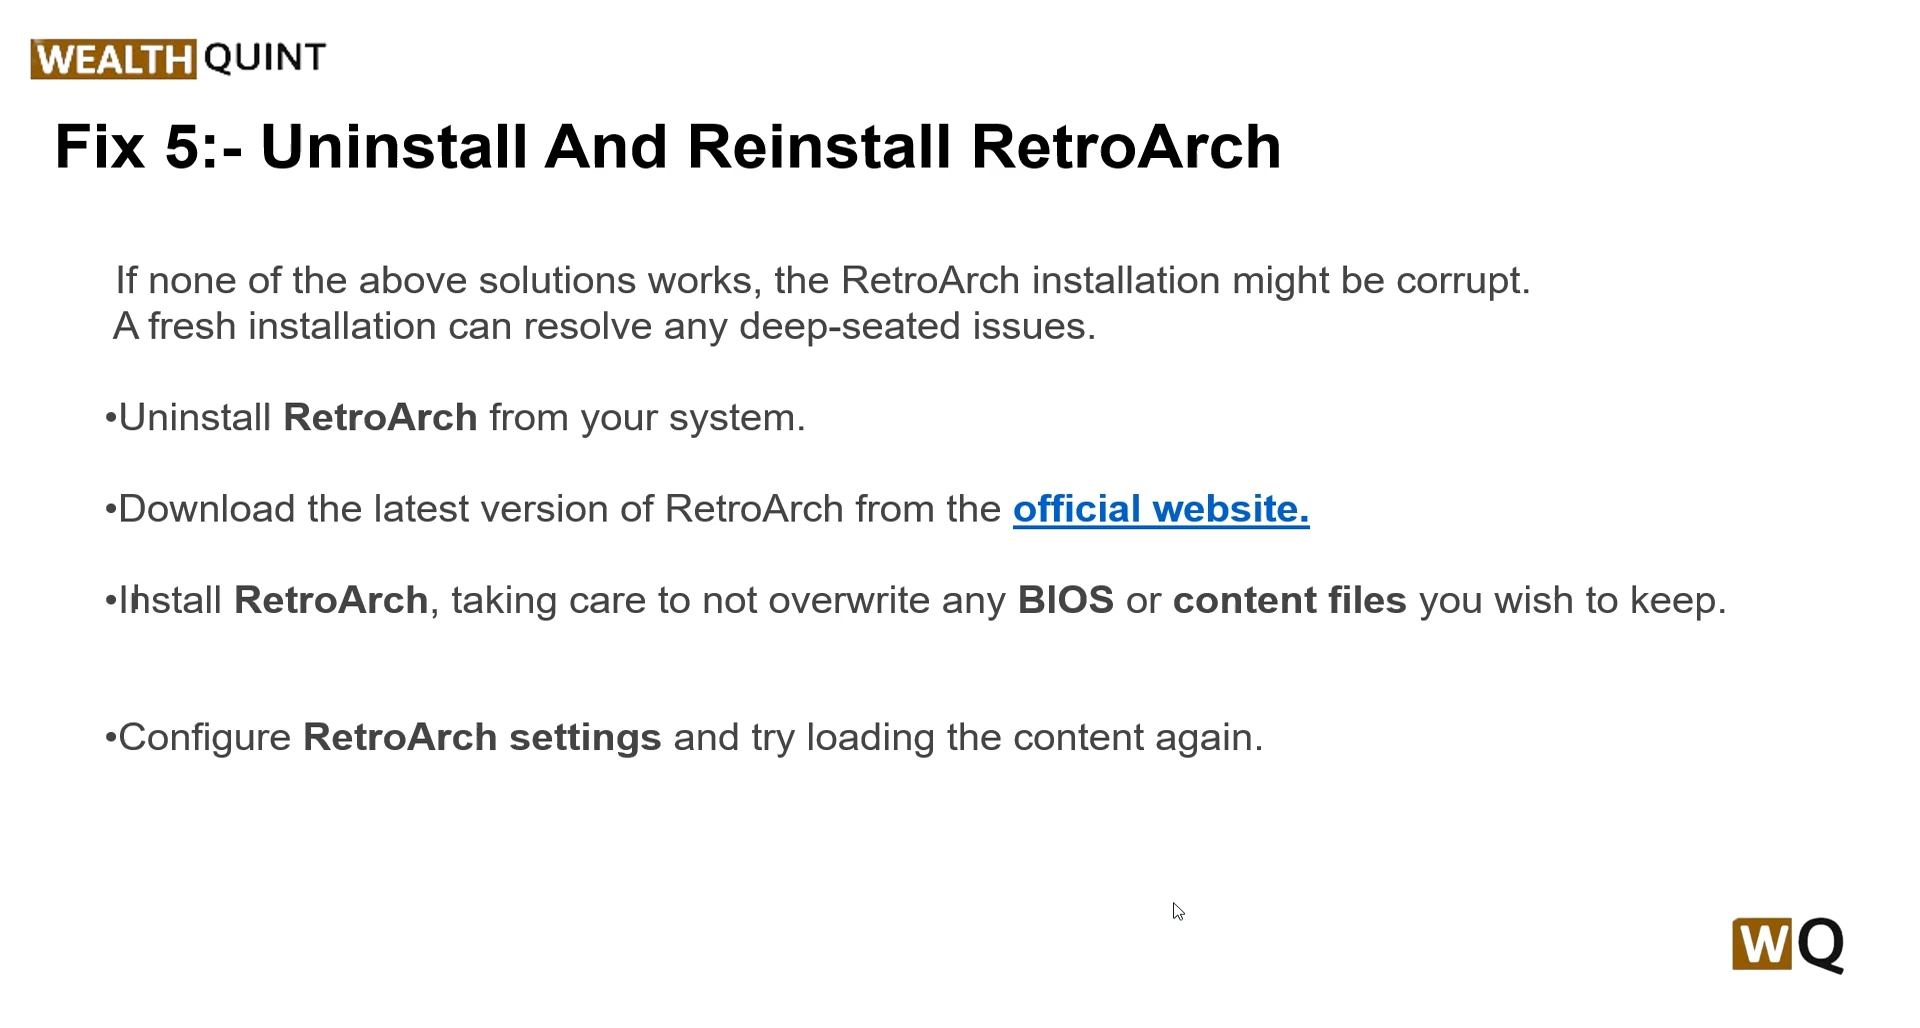 WEALTH QUINT
Fix 5:- Uninstall And Reinstall RetroArch
If none of the above solutions works, the RetroArch installation might be corrupt.
A fresh installation can resolve any deep-seated issues.
•Uninstall RetroArch from your system.
•Download the latest version of RetroArch from the official website.
•Install RetroArch, taking care to not overwrite any BIOS or content files you wish to keep.
•Configure RetroArch settings and try loading the content again.
WQ